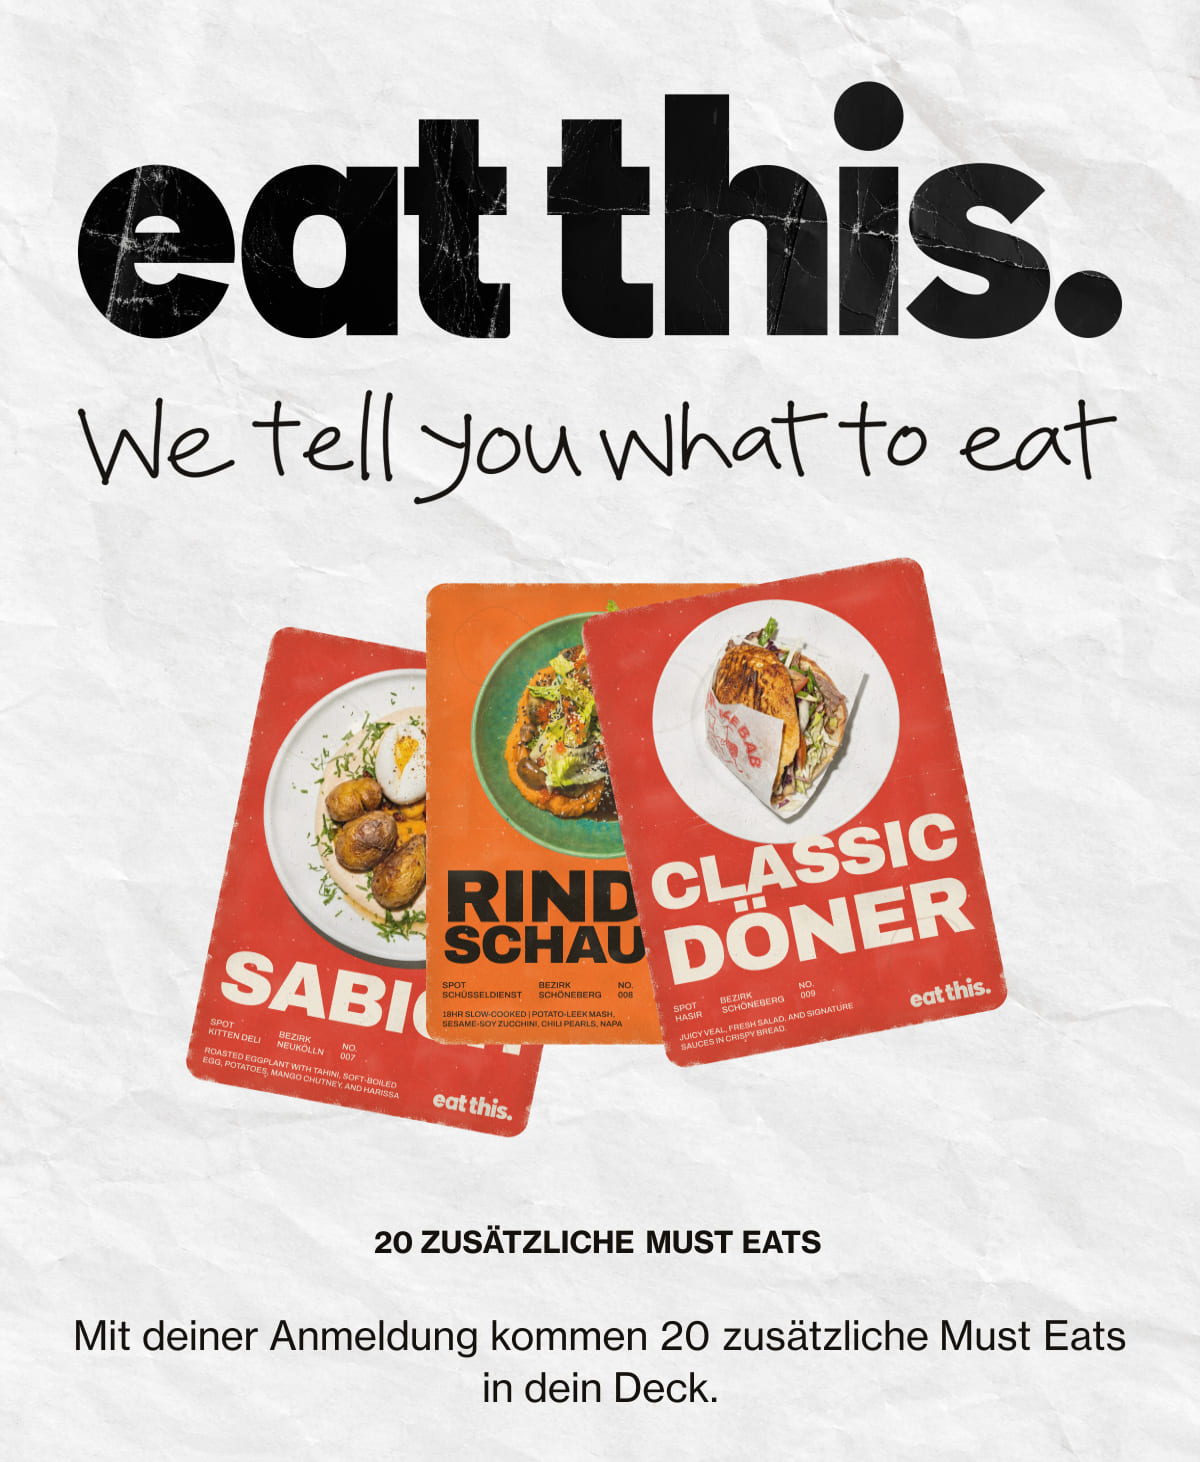 eat this.
We tell you what to eat
SPOT
KITTEN DELI
BEZIRK
NEUKÖLLN
NO.
007
ROASTED EGGPLANT WITH TAHINI, SOFT-BOILED
EGG, POTATOES, MANGO CHUTNEY, AND HARISSA
eat this.
RIND
SCHAU
SPOT
SCHÜSSELDIENST
BEZIRK
SCHÖNEBERG
NO.
008
18HR SLOW-COOKED | POTATO-LEEK MASH,
SESAME-SOY ZUCCHINI, CHILI PEARLS, NAPA
CLASSIC
DÖNER
SPOT
HASIR
BEZIRK
SCHÖNEBERG
NO.
009
JUICY VEAL, FRESH SALAD, AND SIGNATURE
SAUCES IN CRISPY BREAD.
eat this.
20 ZUSÄTZLICHE MUST EATS
Mit deiner Anmeldung kommen 20 zusätzliche Must Eats
in dein Deck.